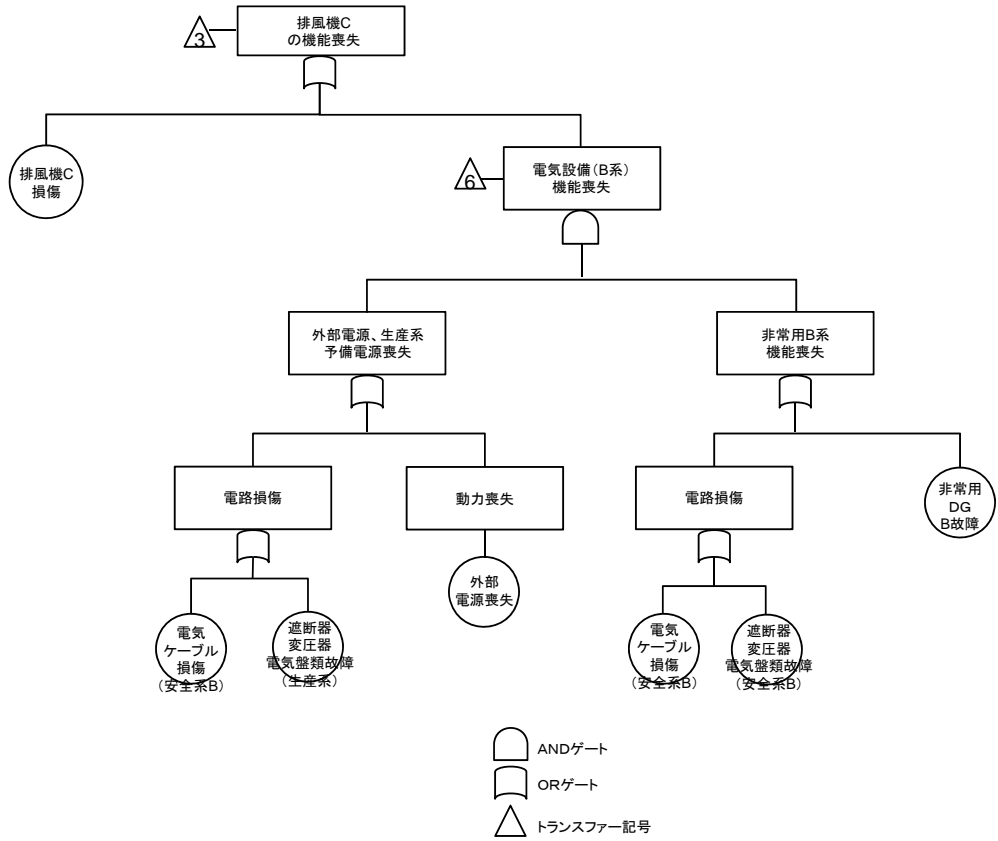 排風機C
の機能喪失
3
排風機C
損傷
電気設備（B系）
機能喪失
6
外部電源、生産系
予備電源喪失
非常用B系
機能喪失
電路損傷
動力喪失
電路損傷
非常用
DG
B故障
外部
電源喪失
電気
ケーブル
損傷
（安全系B）
遮断器
変圧器
電気盤類故障
（生産系）
電気
ケーブル
損傷
（安全系B）
遮断器
変圧器
電気盤類故障
（安全系B）
ANDゲート
ORゲート
トランスファー記号